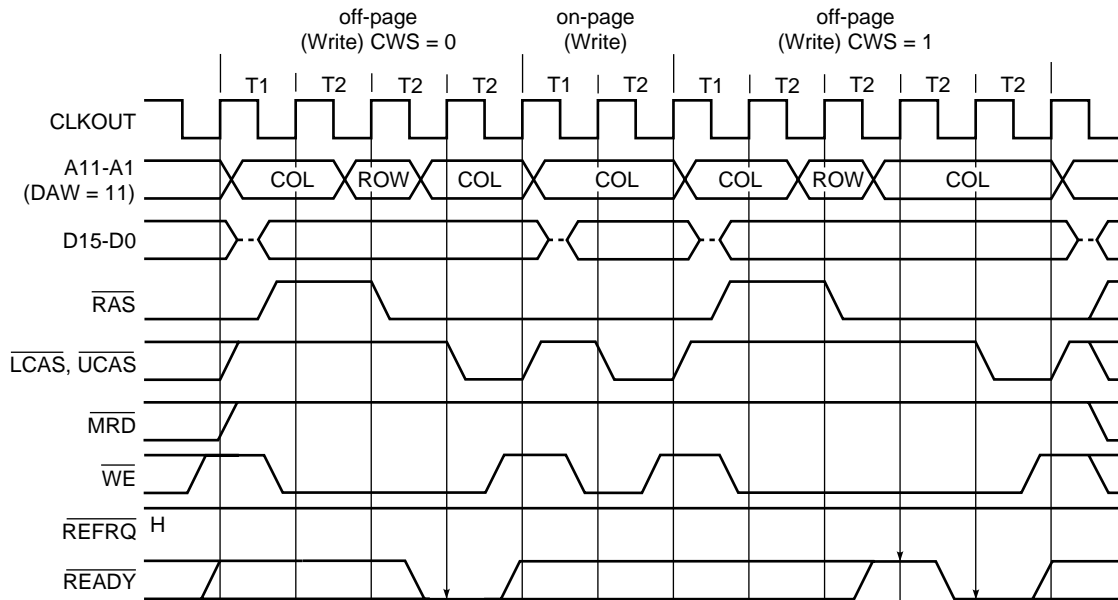 off-page
(Write) CWS = 0
on-page
(Write)
off-page
(Write) CWS = 1
T1 T2 T2 T2 T1 T2 T1 T2 T2 T2 T2
CLKOUT
A11-A1
(DAW = 11)
COL ROW COL COL COL ROW COL
D15-D0
RAS
LCAS, UCAS
MRD
WE
REFRQ H
READY